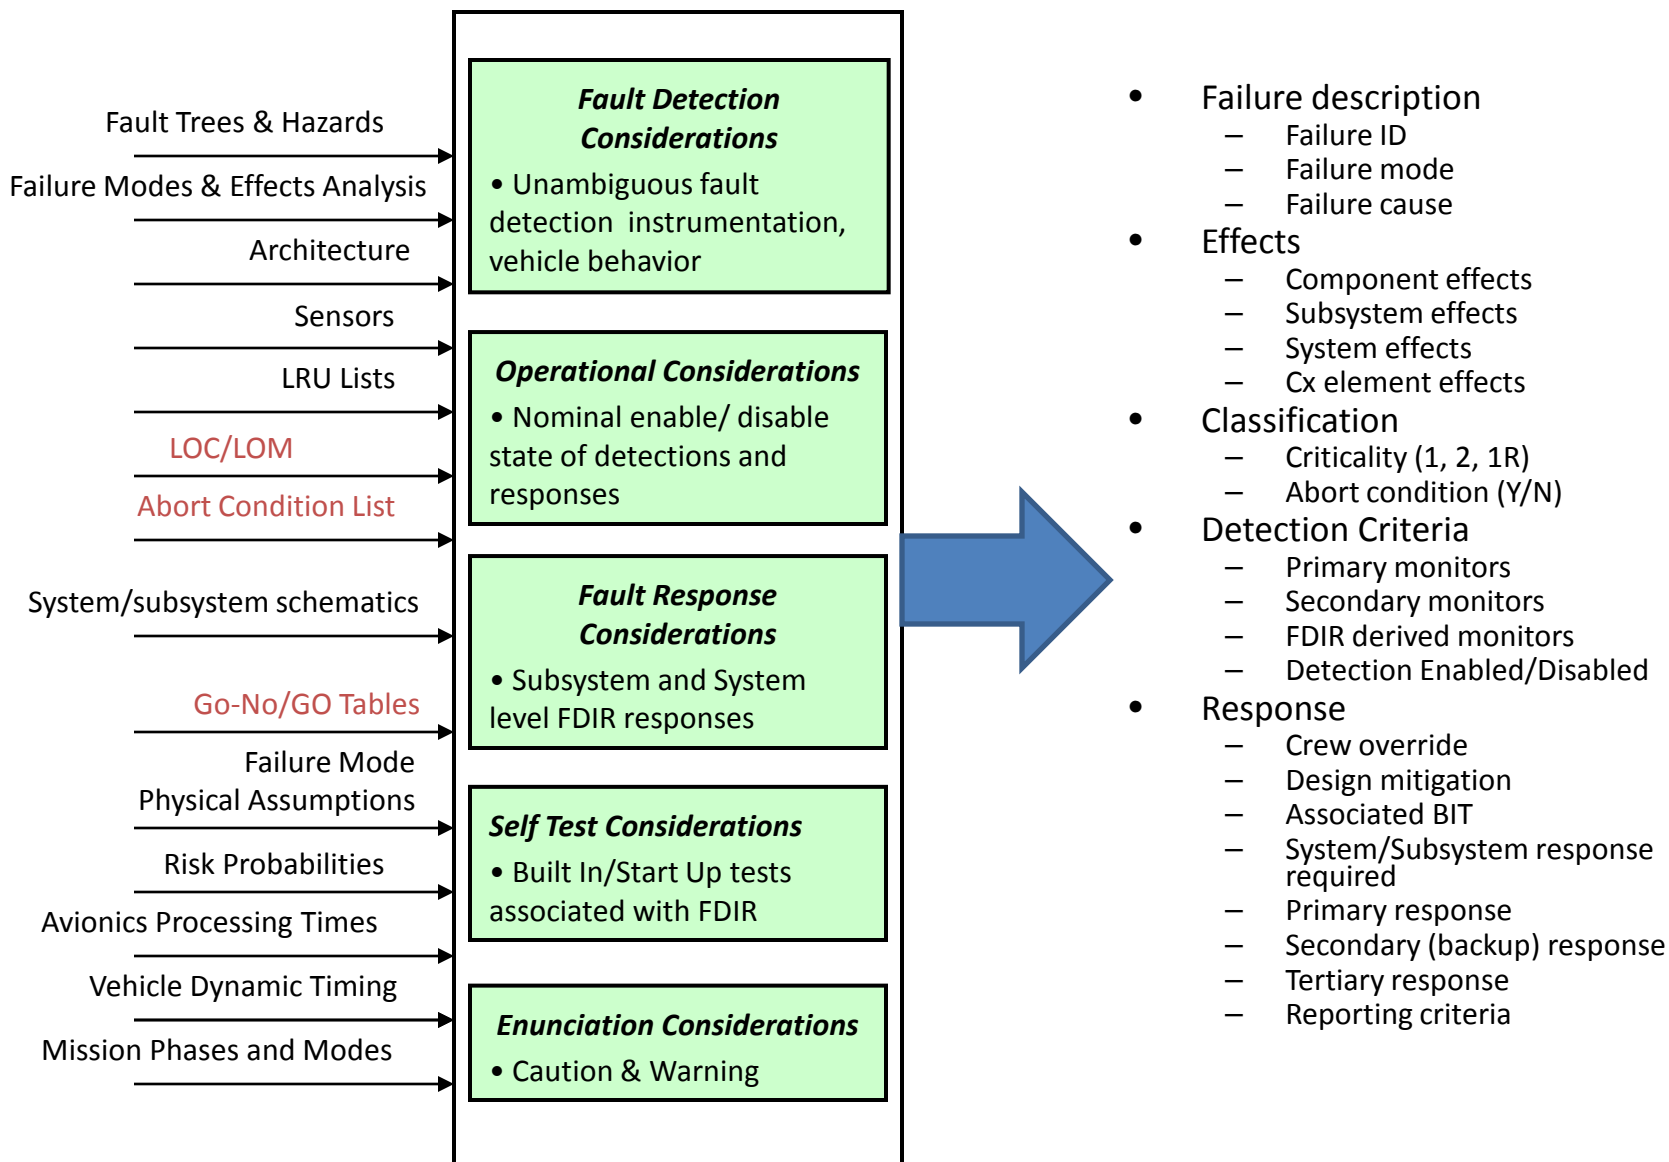 Fault Trees & Hazards
Failure Modes & Effects Analysis
Architecture
Sensors
LRU Lists
LOC/LOM
Abort Condition List
System/subsystem schematics
Go-No/GO Tables
Failure Mode
Physical Assumptions
Risk Probabilities
Avionics Processing Times
Vehicle Dynamic Timing
Mission Phases and Modes
Fault Detection
Considerations
• Unambiguous fault
detection instrumentation,
vehicle behavior
Operational Considerations
• Nominal enable/ disable
state of detections and
responses
Fault Response
Considerations
• Subsystem and System
level FDIR responses
Self Test Considerations
• Built In/Start Up tests
associated with FDIR
Enunciation Considerations
• Caution & Warning
• Failure description
– Failure ID
– Failure mode
– Failure cause
• Effects
– Component effects
– Subsystem effects
– System effects
– Cx element effects
• Classification
– Criticality (1, 2, 1R)
– Abort condition (Y/N)
• Detection Criteria
– Primary monitors
– Secondary monitors
– FDIR derived monitors
– Detection Enabled/Disabled
• Response
– Crew override
– Design mitigation
– Associated BIT
– System/Subsystem response
required
– Primary response
– Secondary (backup) response
– Tertiary response
– Reporting criteria